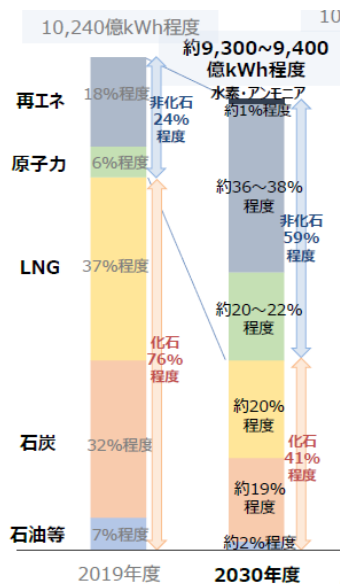 10
10,240億kWh程度
約9,300~9,400
億kWh程度
水素・アンモニア
約1%程度
再エネ
18%程度
非化石
24%
程度
原子力
6%程度
約36～38%
程度
非化石
59%
程度
LNG
37%程度
約20～22%
程度
化石
76%
程度
石炭
32%程度
約20%
程度
化石
41%
程度
約19%
程度
石油等
7%程度
約2%程度
2019年度
2030年度